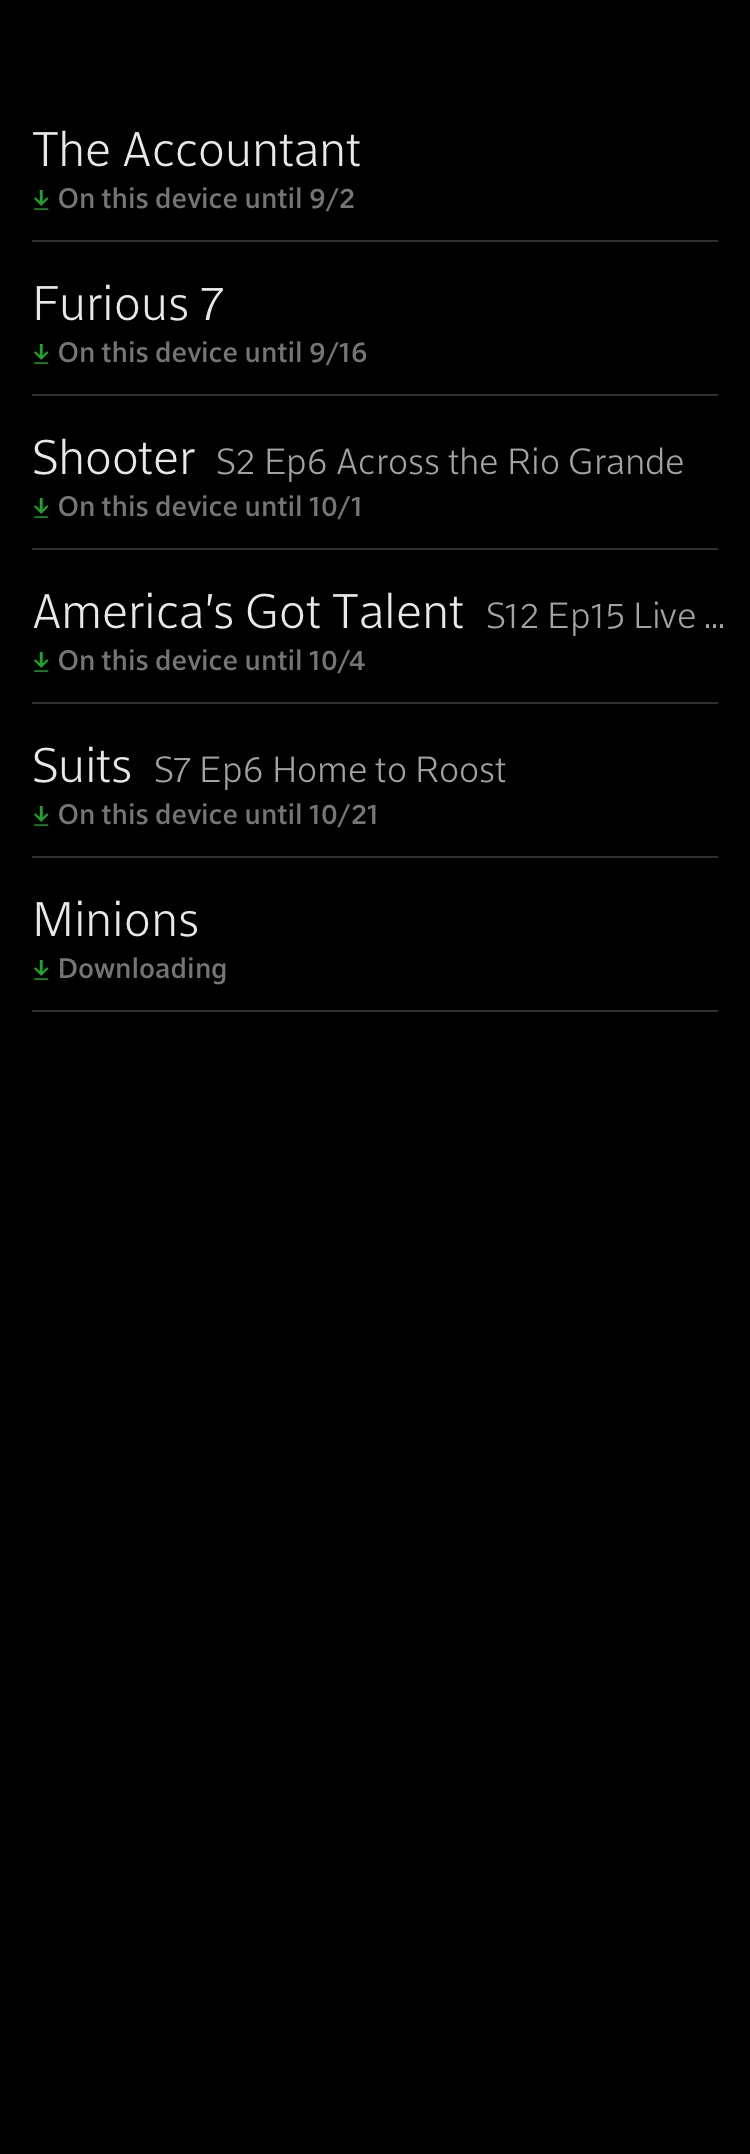 The Accountant
On this device until 9/2
Furious 7
On this device until 9/16
Shooter S2 Ep6 Across the Rio Grande
On this device until 10/1
America's Got Talent S12 Ep15 Live ...
On this device until 10/4
Suits S7 Ep6 Home to Roost
On this device until 10/21
Minions
Downloading